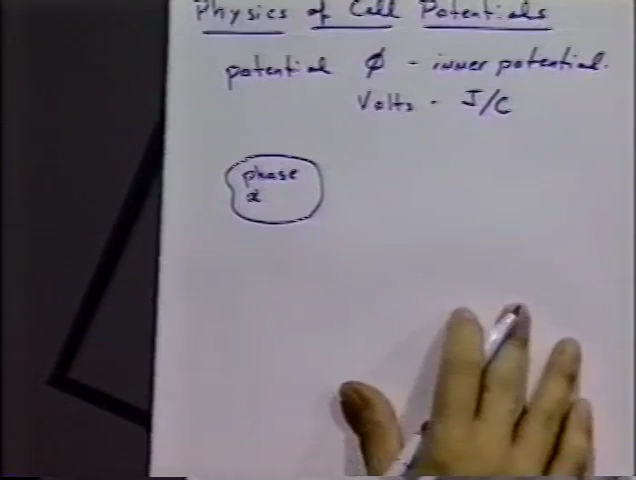 Physics of Cell Potentials
potential ϕ - inner potential.
Volts - J/C
phase
α